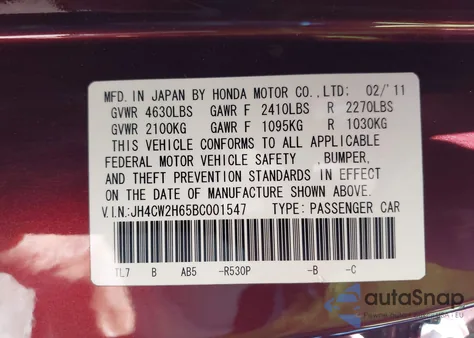 MFD. IN JAPAN BY HONDA MOTOR CO.,LTD: 02/'11
GVWR 4630LBS GAWR F 2410LBS R 2270LBS
GVWR 2100KG GAWR F 1095KG R 1030KG
THIS VEHICLE CONFORMS TO ALL APPLICABLE
FEDERAL MOTOR VEHICLE SAFETY , BUMPER,
AND THEFT PREVENTION STANDARDS IN EFFECT
ON THE DATE OF MANUFACTURE SHOWN ABOVE.
V.I.N:JH4CW2H65BC001547 TYPE: PASSENGER CAR
TL7 B AB5 -R530P -B -C
autoSnap